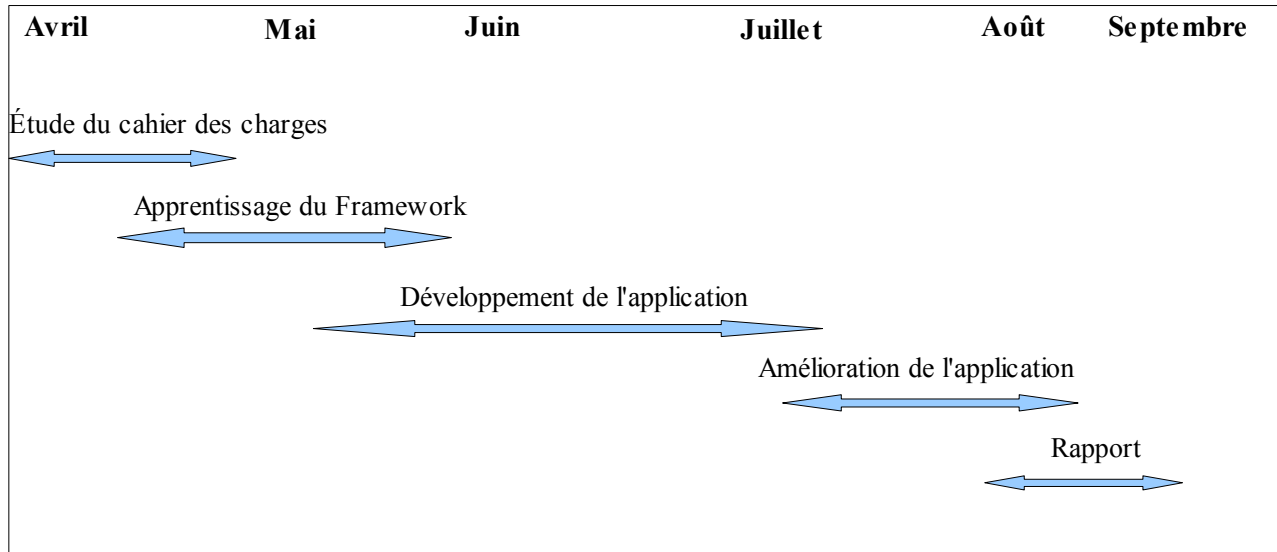 Avril Mai Juin Juillet Août Septembre
Étude du cahier des charges
Apprentissage du Framework
Développement de l'application
Amélioration de l'application
Rapport